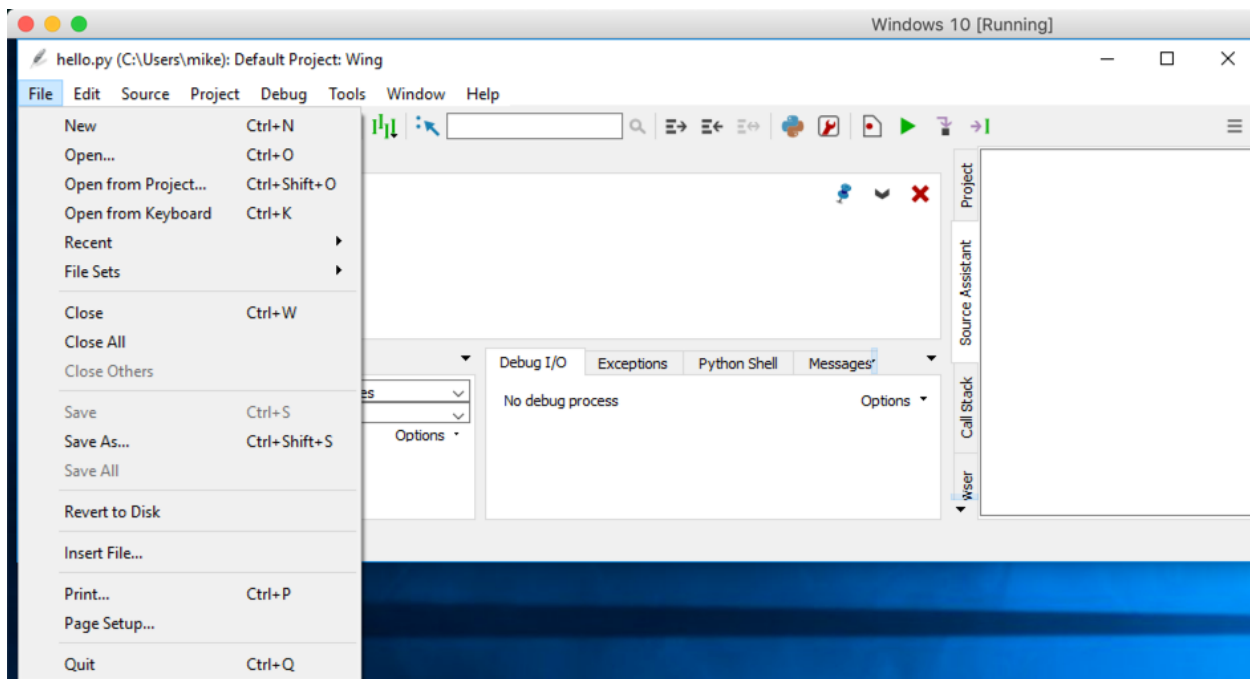 Windows 10 [Running]
hello.py (C:\Users\mike): Default Project: Wing
File Edit Source Project Debug Tools Window Help
New Ctrl+N
Open... Ctrl+O
Open from Project... Ctrl+Shift+O
Open from Keyboard Ctrl+K
Recent
File Sets
Close Ctrl+W
Close All
Close Others
Save Ctrl+S
Save As... Ctrl+Shift+S
Save All
Revert to Disk
Insert File...
Print... Ctrl+P
Page Setup...
Quit Ctrl+Q
es
Options
Debug I/O Exceptions Python Shell Messages
No debug process Options
Project
Source Assistant
Call Stack
wser